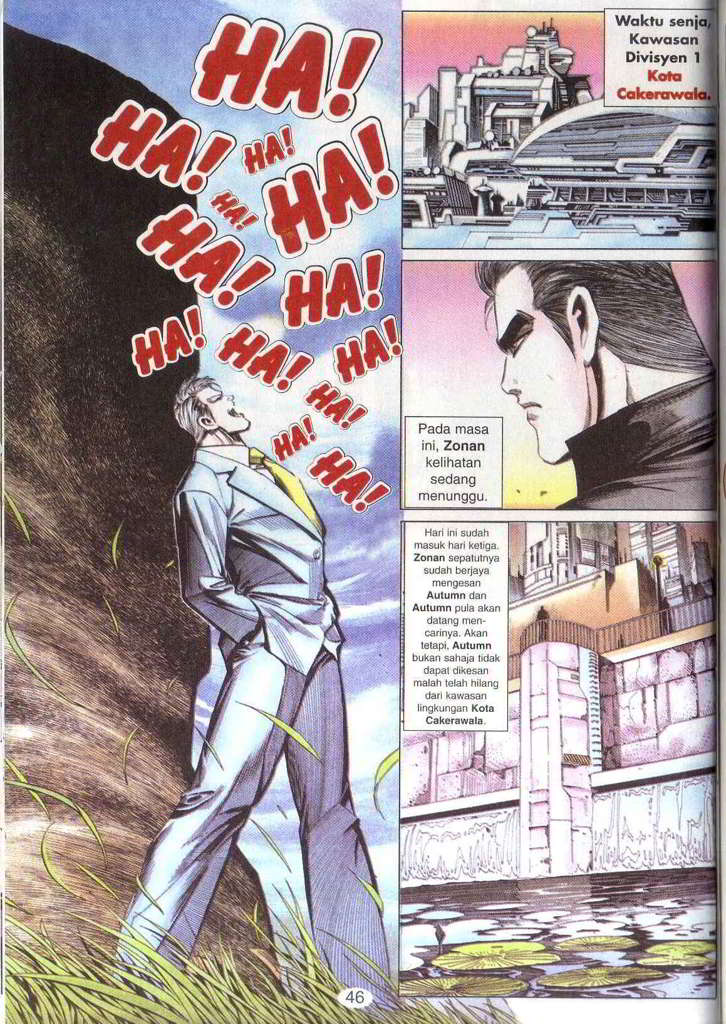 HA!
HA!
HA!
HA!
HA!
HA!
HA!
HA!
HA!
HA!
HA!
HA!
HA!
HA!
Waktu senja,
Kawasan
Divisyen 1
Kota
Cakerawala.
Pada masa
ini, Zonan
kelihatan
sedang
menunggu.
Hari ini sudah
masuk hari ketiga.
Zonan sepatutnya
sudah berjaya
mengesan
Autumn dan
Autumn pula akan
datang men-
carinya. Akan
tetapi, Autumn
bukan sahaja tidak
dapat dikesan
malah telah hilang
dari kawasan
lingkungan Kota
Cakerawala.
46